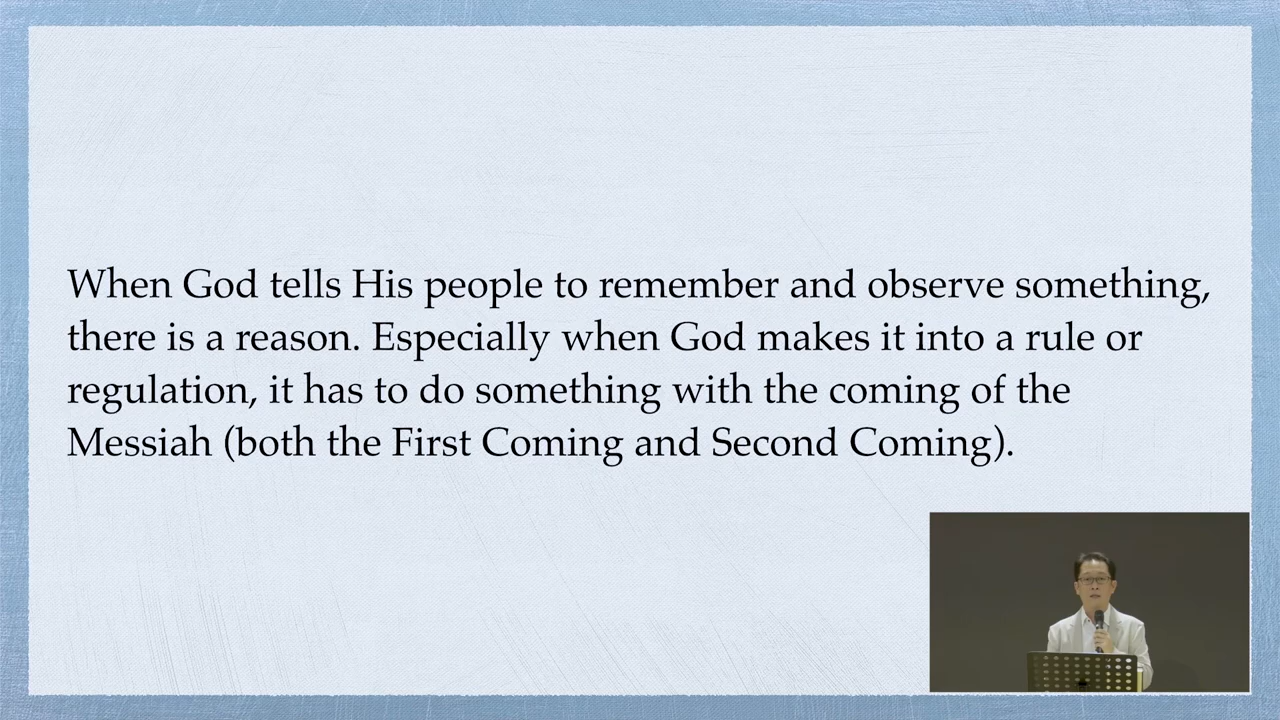 When God tells His people to remember and observe something,
there is a reason. Especially when God makes it into a rule or
regulation, it has to do something with the coming of the
Messiah (both the First Coming and Second Coming).